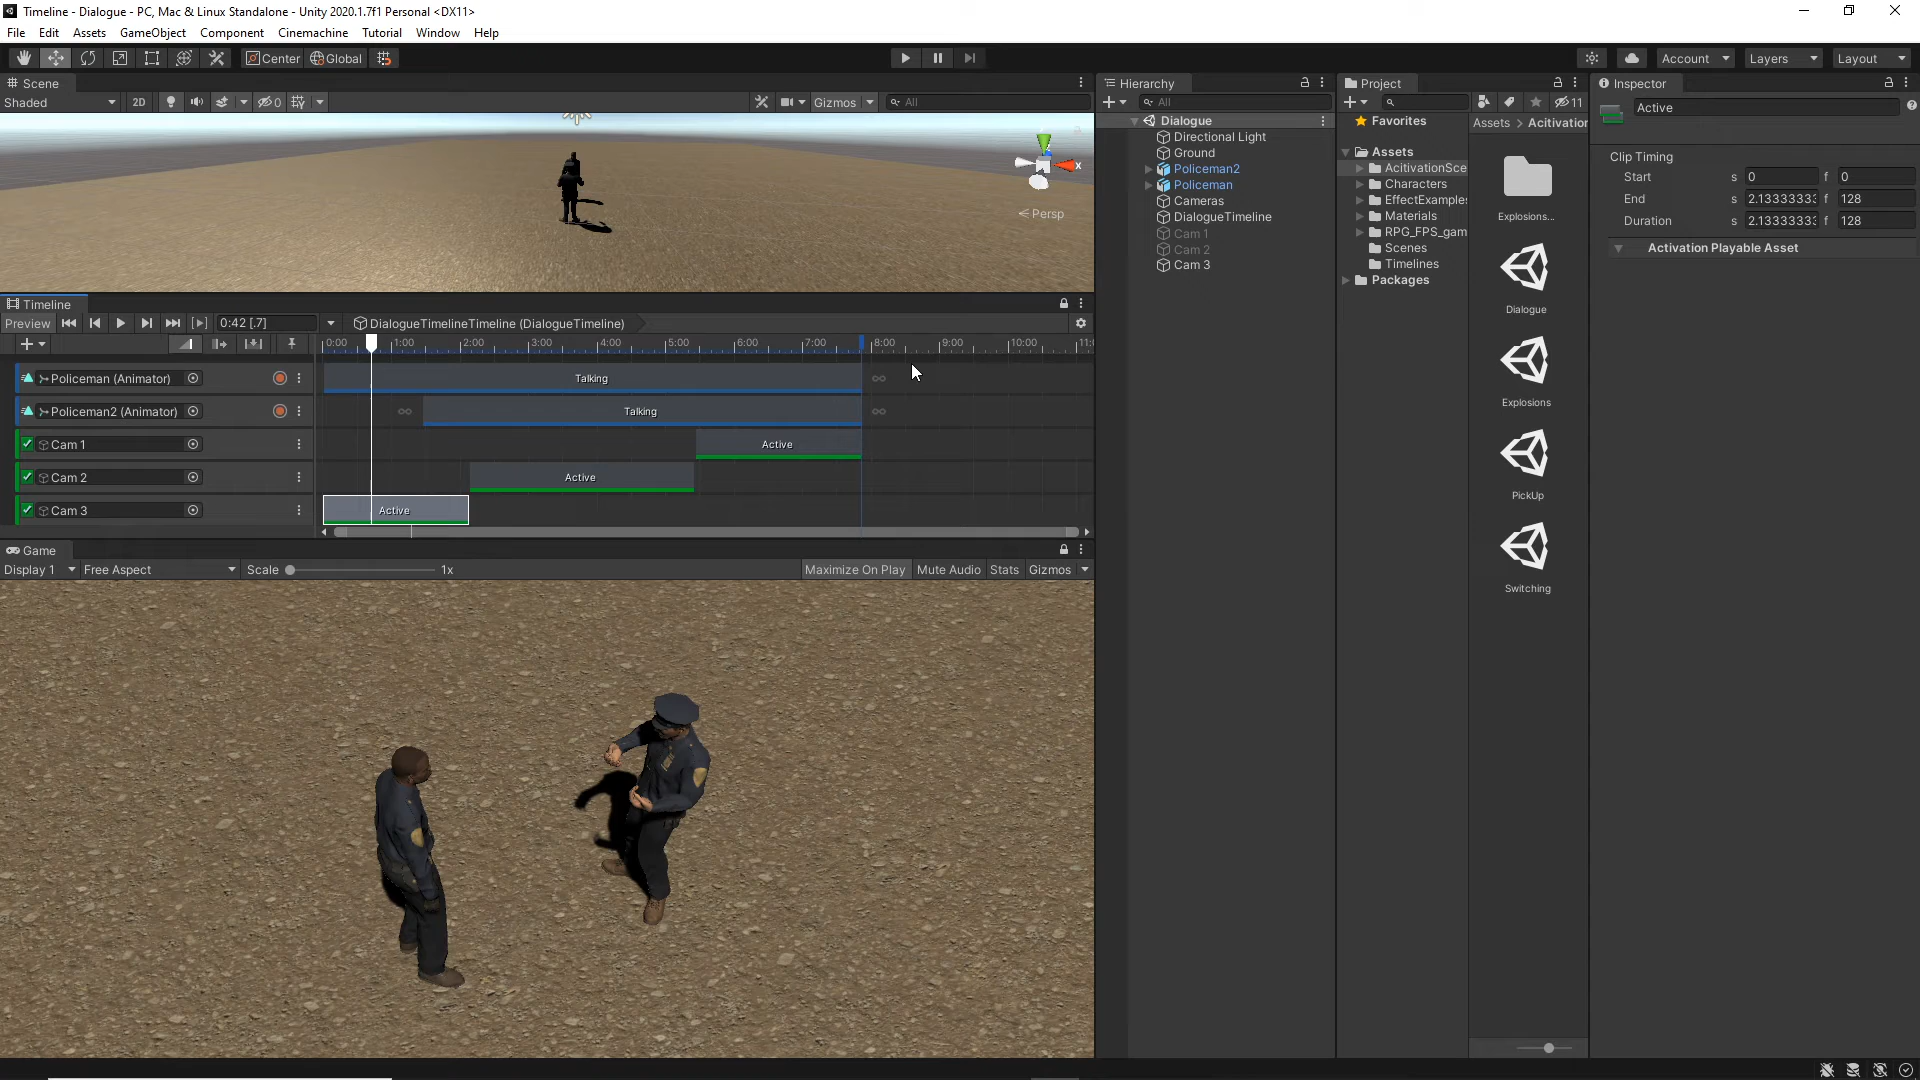 Timeline - Dialogue - PC, Mac & Linux Standalone - Unity 2020.1.7f1 Personal <DX11>
File Edit Assets GameObject Component Cinemachine Tutorial Window Help
Center Global Account Layers Layout
Scene
Shaded 2D 0 Gizmos All
x
Persp
Timeline
Preview 0:42 [.7] DialogueTimelineTimeline (DialogueTimeline)
0:00 1:00 2:00 3:00 4:00 5:00 6:00 7:00 8:00 9:00 10:00 11:0
Policeman (Animator) Talking
Policeman2 (Animator) Talking
Cam 1 Active
Cam 2 Active
Cam 3 Active
Game
Display 1 Free Aspect Scale 1x Maximize On Play Mute Audio Stats Gizmos
Hierarchy
All
Dialogue
Directional Light
Ground
Policeman2
Policeman
Cameras
DialogueTimeline
Cam 1
Cam 2
Cam 3
Project
11
Favorites
Assets
AcitivationSce
Characters
EffectExamples
Materials
RPG_FPS_gam
Scenes
Timelines
Packages
Assets > Acitivation
Explosions...
Dialogue
Explosions
PickUp
Switching
Inspector
Active
Clip Timing
Start s 0 f 0
End s 2.13333333 f 128
Duration s 2.13333333 f 128
Activation Playable Asset